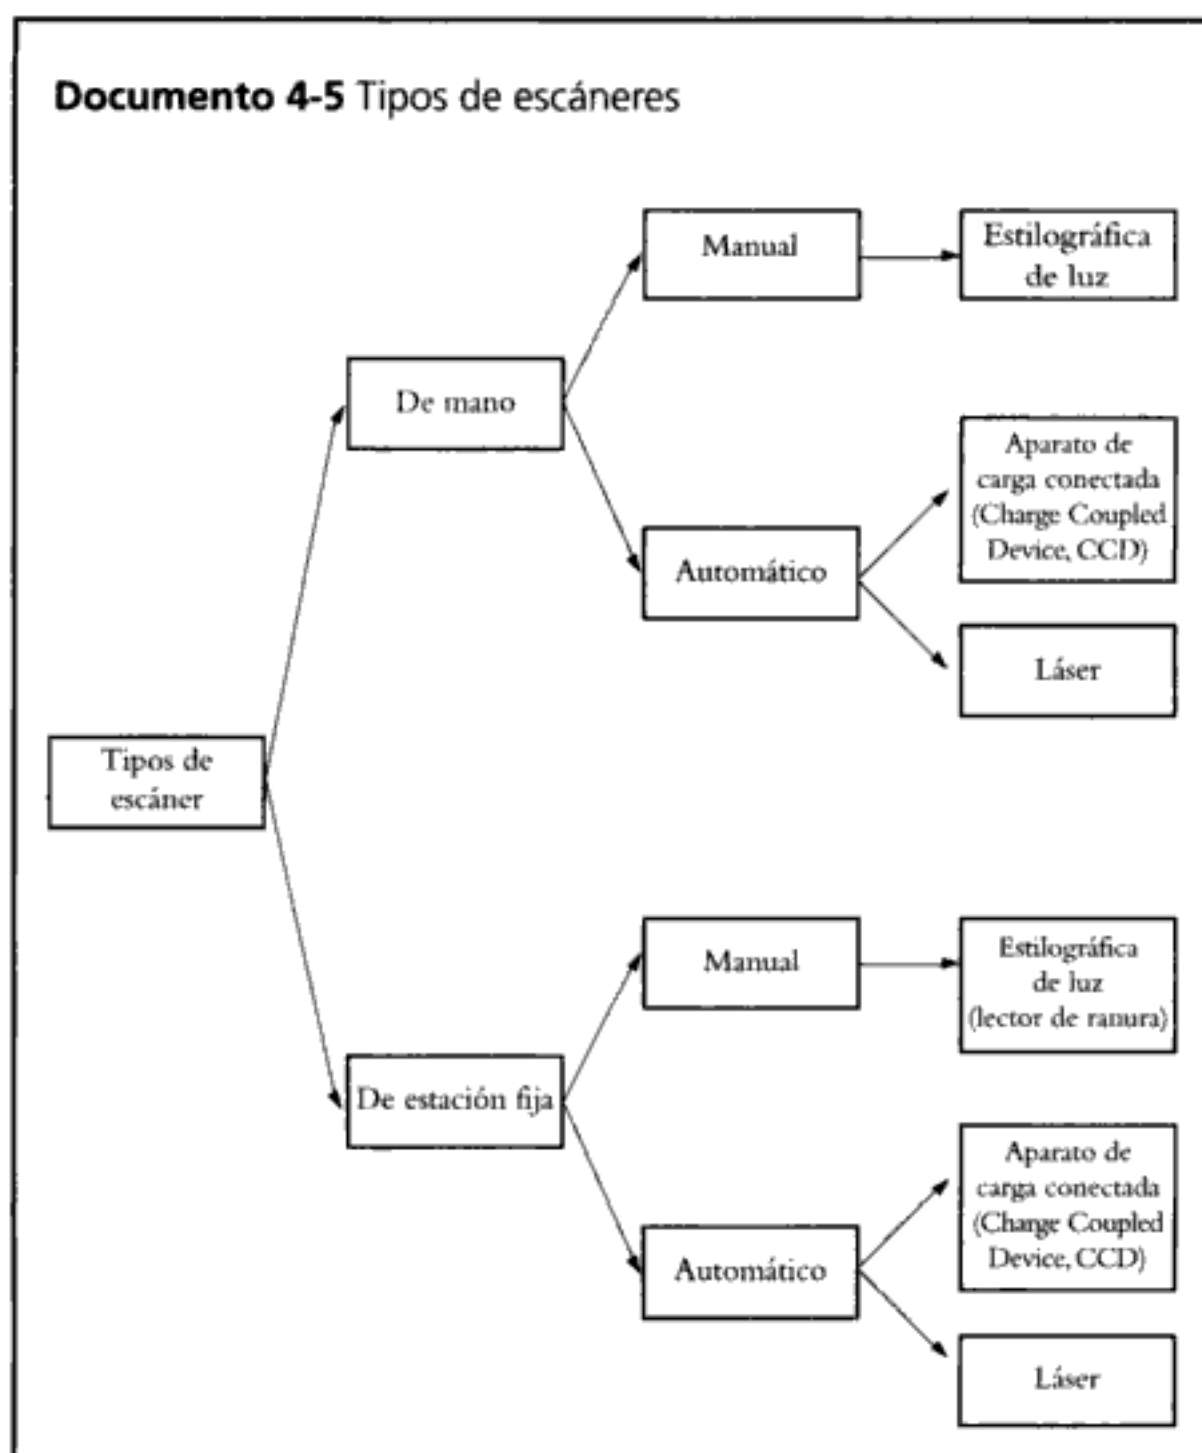 Documento 4-5 Tipos de escáneres
Manual
Estilográfica
de luz
De mano
Aparato de
carga conectada
(Charge Coupled
Device, CCD)
Automático
Láser
Tipos de
escáner
Manual
Estilográfica
de luz
(lector de ranura)
De estación fija
Aparato de
carga conectada
(Charge Coupled
Device, CCD)
Automático
Láser